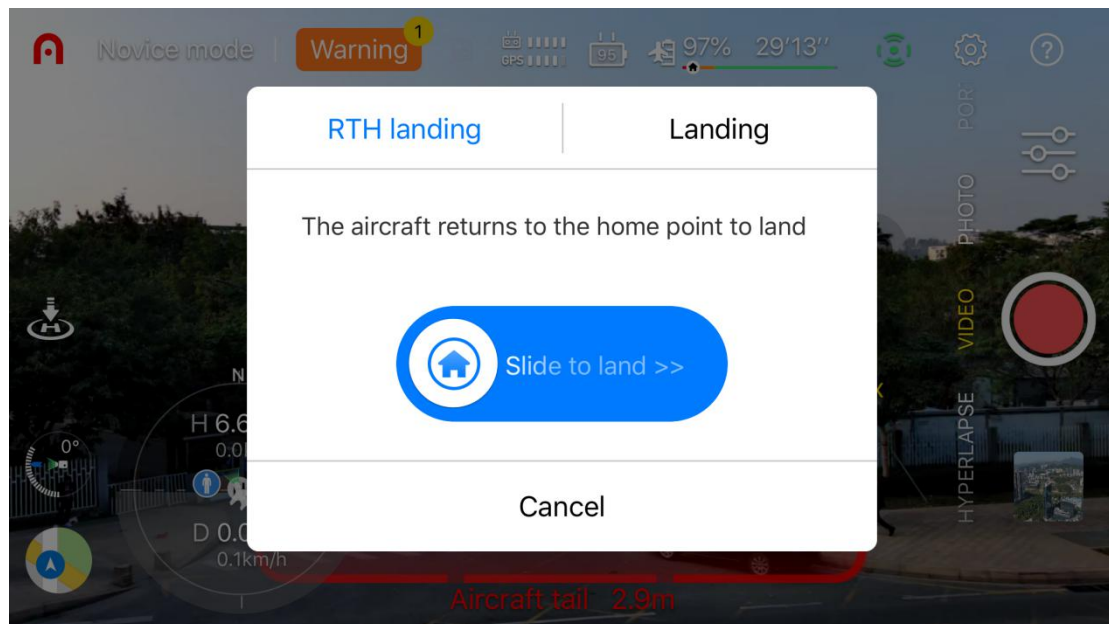 Novice mode
Warning
1
GPS
95
97%
29'13''
?
RTH landing
Landing
The aircraft returns to the home point to land
Slide to land >>
Cancel
N
H 6.6
0.0
0°
D 0.0
0.1km/h
Aircraft tail 2.9m
POR
PHOTO
VIDEO
HYPERLAPSE